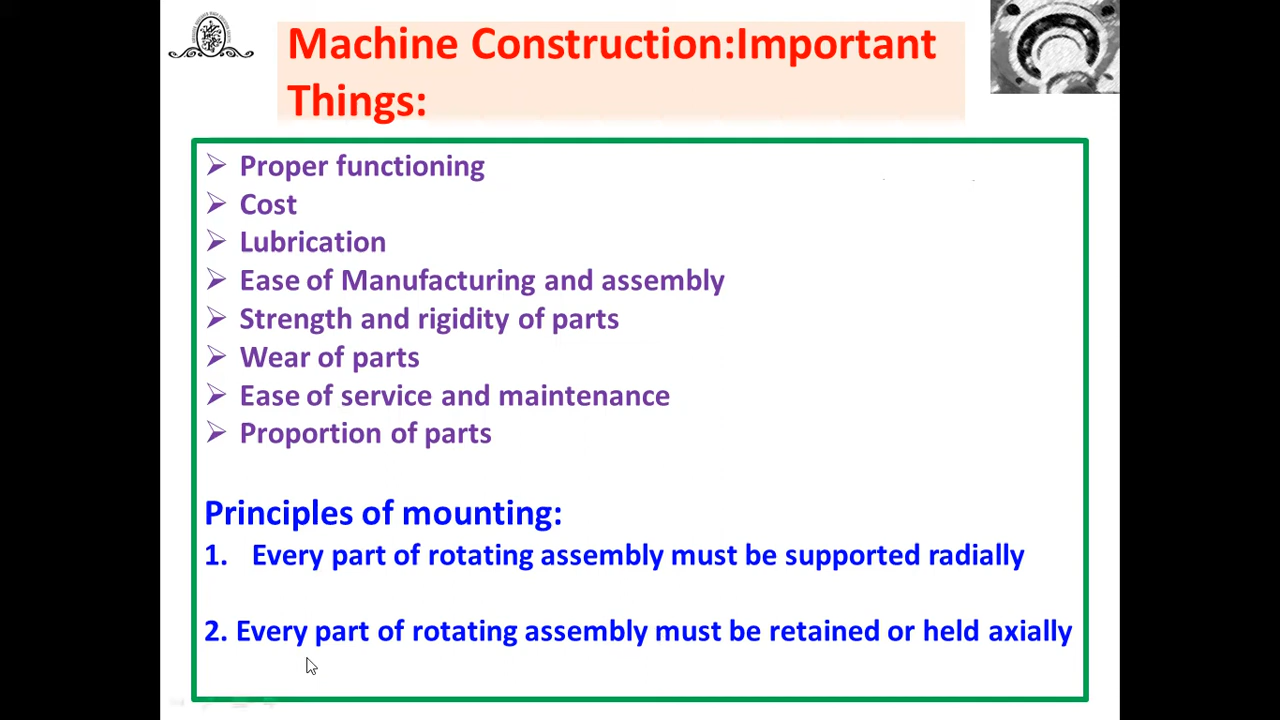 Machine Construction:Important
Things:
Proper functioning
Cost
Lubrication
Ease of Manufacturing and assembly
Strength and rigidity of parts
Wear of parts
Ease of service and maintenance
Proportion of parts
Principles of mounting:
1. Every part of rotating assembly must be supported radially
2. Every part of rotating assembly must be retained or held axially